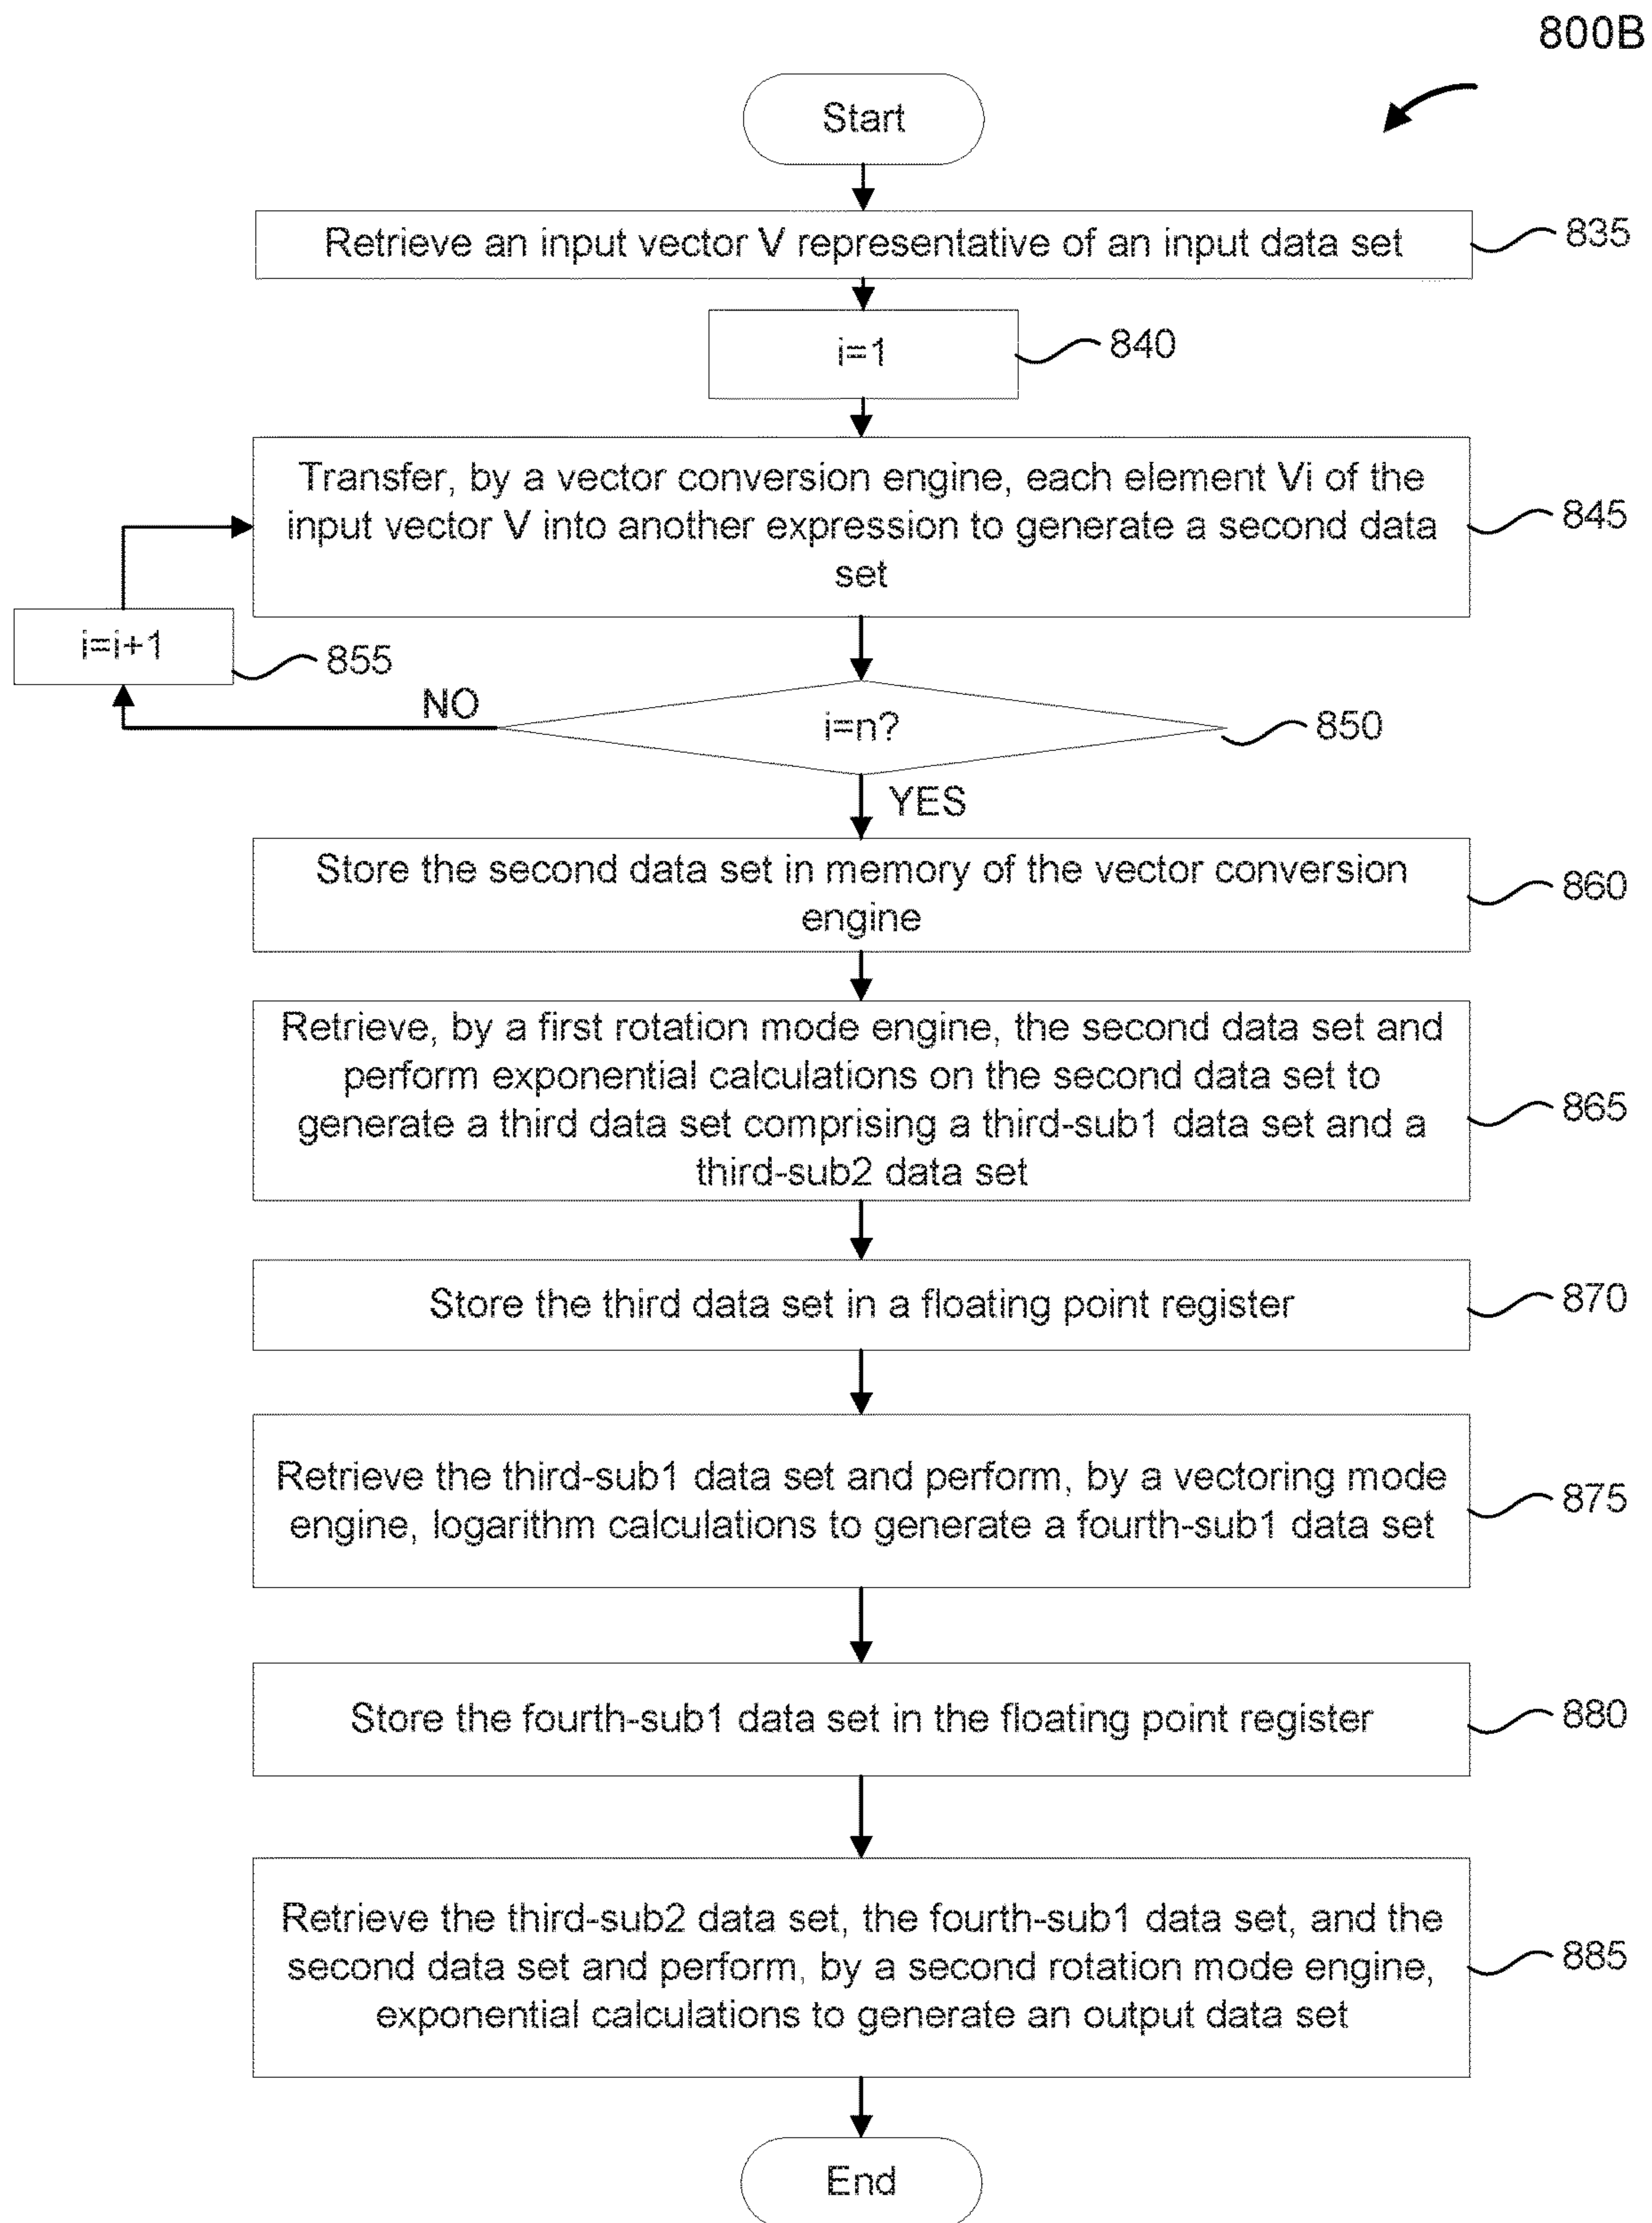 800B
Start
Retrieve an input vector V representative of an input data set
835
i=1
840
Transfer, by a vector conversion engine, each element Vi of the
input vector V into another expression to generate a second data
set
845
i=i+1
855
NO
i=n?
850
YES
Store the second data set in memory of the vector conversion
engine
860
Retrieve, by a first rotation mode engine, the second data set and
perform exponential calculations on the second data set to
generate a third data set comprising a third-sub1 data set and a
third-sub2 data set
865
Store the third data set in a floating point register
870
Retrieve the third-sub1 data set and perform, by a vectoring mode
engine, logarithm calculations to generate a fourth-sub1 data set
875
Store the fourth-sub1 data set in the floating point register
880
Retrieve the third-sub2 data set, the fourth-sub1 data set, and the
second data set and perform, by a second rotation mode engine,
exponential calculations to generate an output data set
885
End